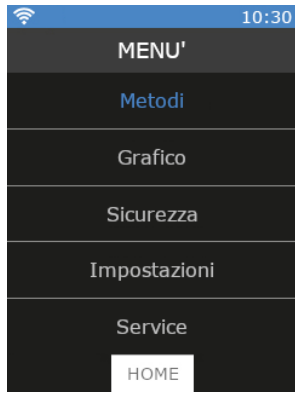 10:30
MENU'
Metodi
Grafico
Sicurezza
Impostazioni
Service
HOME